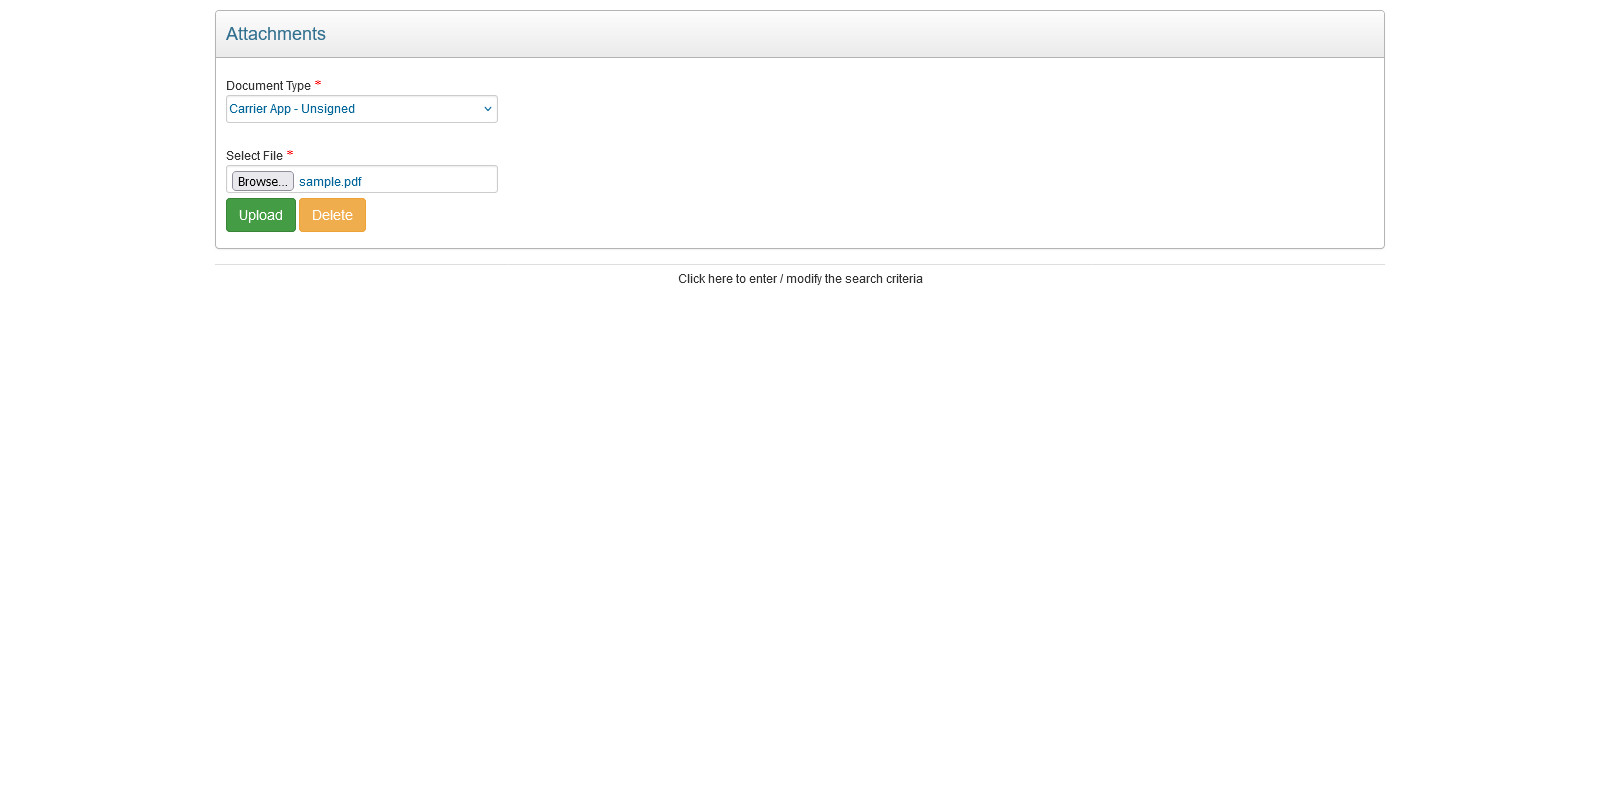 Attachments
Document Type *
Carrier App - Unsigned
Select File *
Browse... sample.pdf
Upload Delete
Click here to enter / modify the search criteria